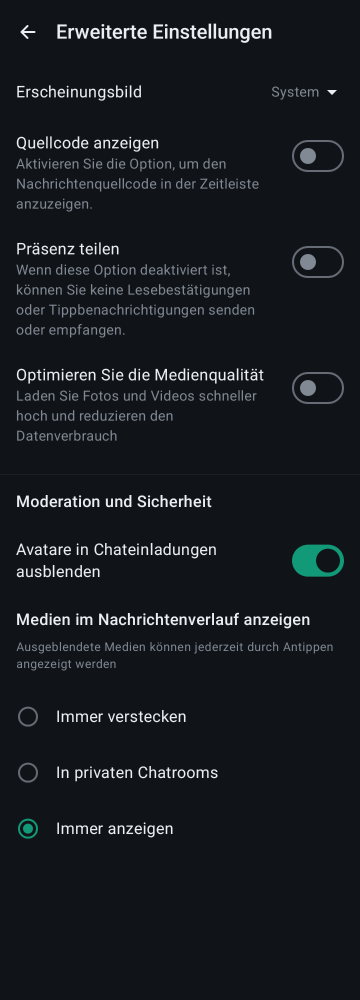 Erweiterte Einstellungen
Erscheinungsbild
System
Quellcode anzeigen
Aktivieren Sie die Option, um den
Nachrichtenquellcode in der Zeitleiste
anzuzeigen.
Präsenz teilen
Wenn diese Option deaktiviert ist,
können Sie keine Lesebestätigungen
oder Tippbenachrichtigungen senden
oder empfangen.
Optimieren Sie die Medienqualität
Laden Sie Fotos und Videos schneller
hoch und reduzieren den
Datenverbrauch
Moderation und Sicherheit
Avatare in Chateinladungen
ausblenden
Medien im Nachrichtenverlauf anzeigen
Ausgeblendete Medien können jederzeit durch Antippen
angezeigt werden
Immer verstecken
In privaten Chatrooms
Immer anzeigen